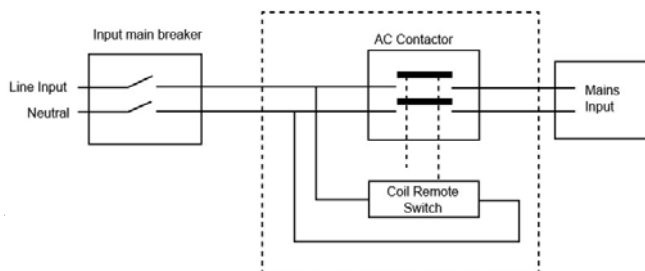 Input main breaker
AC Contactor
Line Input
Neutral
Mains
Input
Coil Remote
Switch